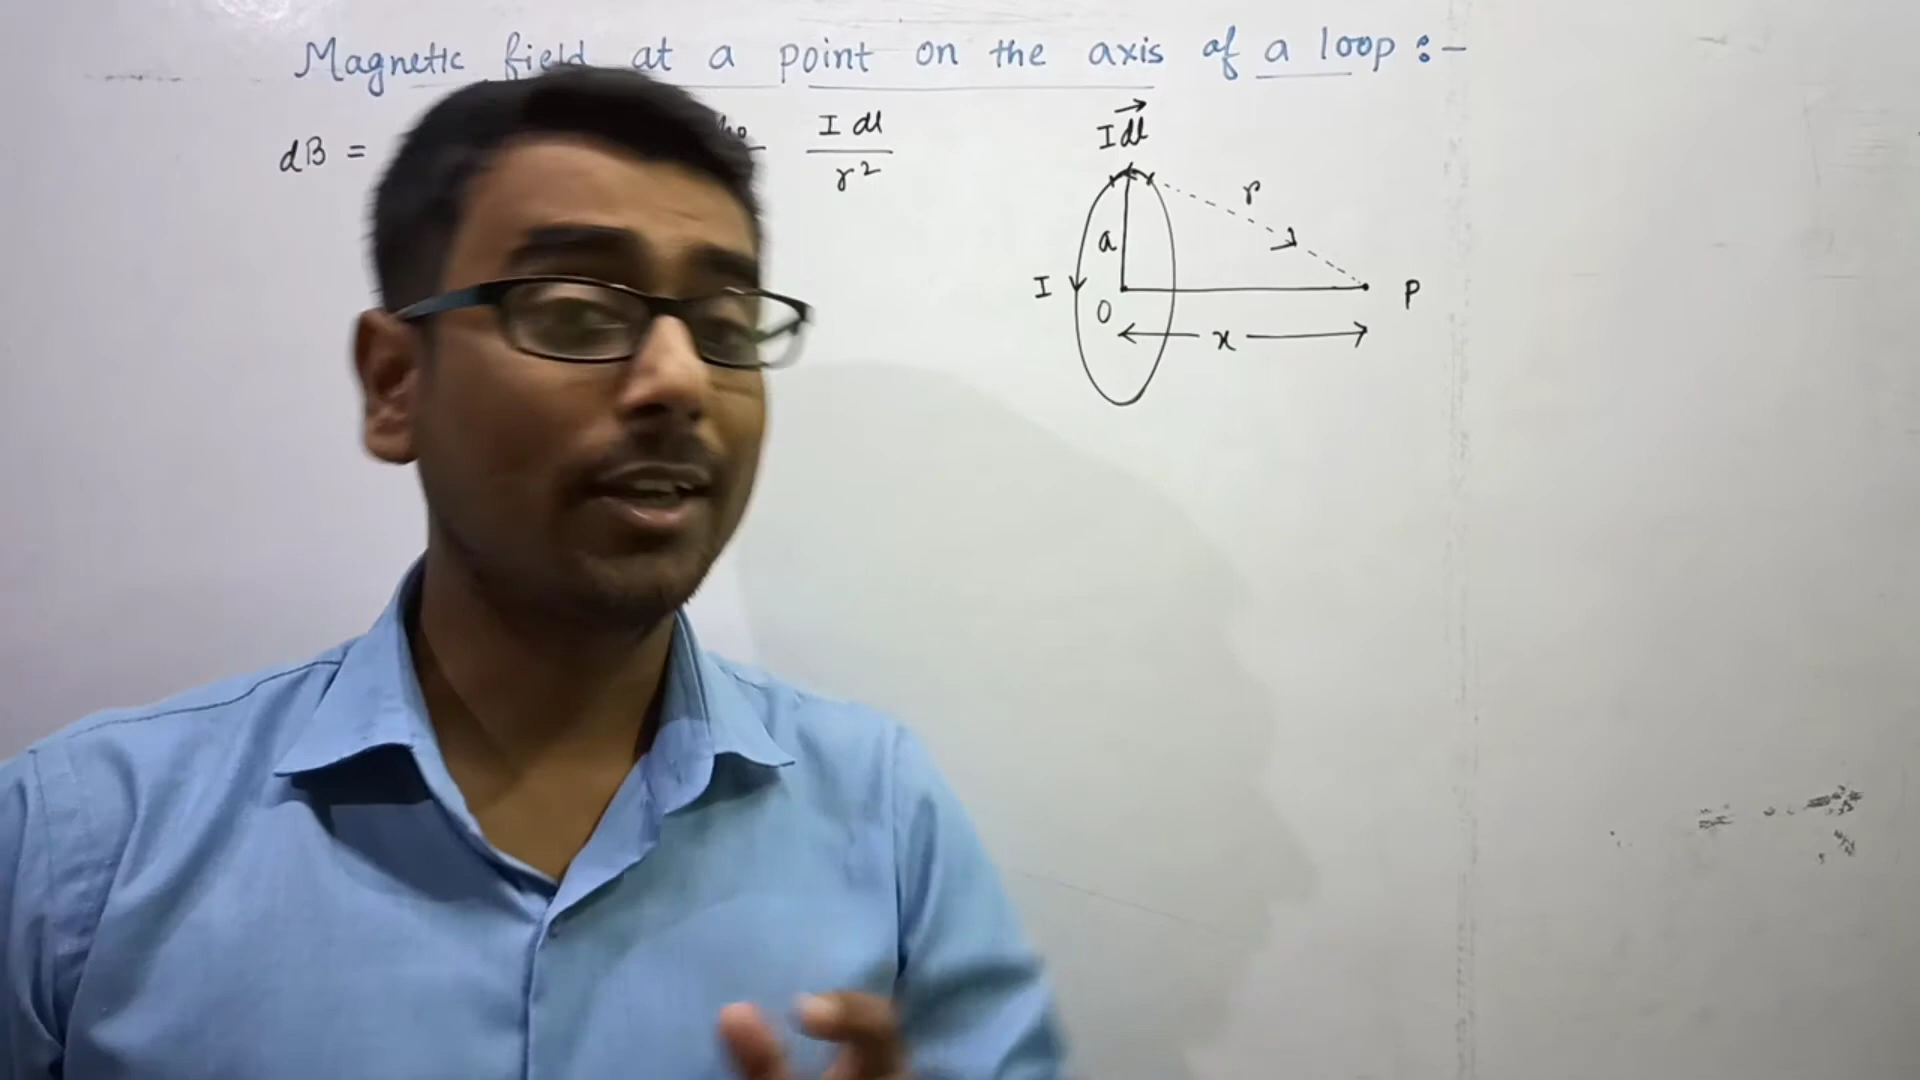 Magnetic field at a point on the axis of a loop :-
dB = I dl
r²
I dl
r
a
I
O
P
x